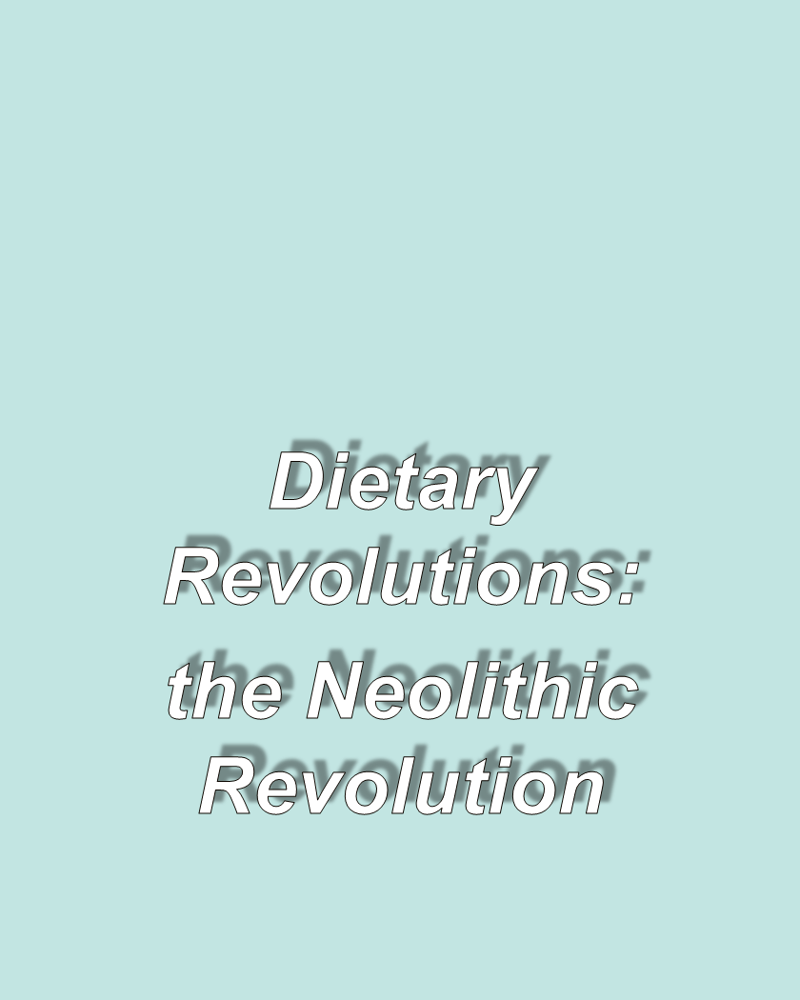 Dietary
Revolutions:
the Neolithic
Revolution